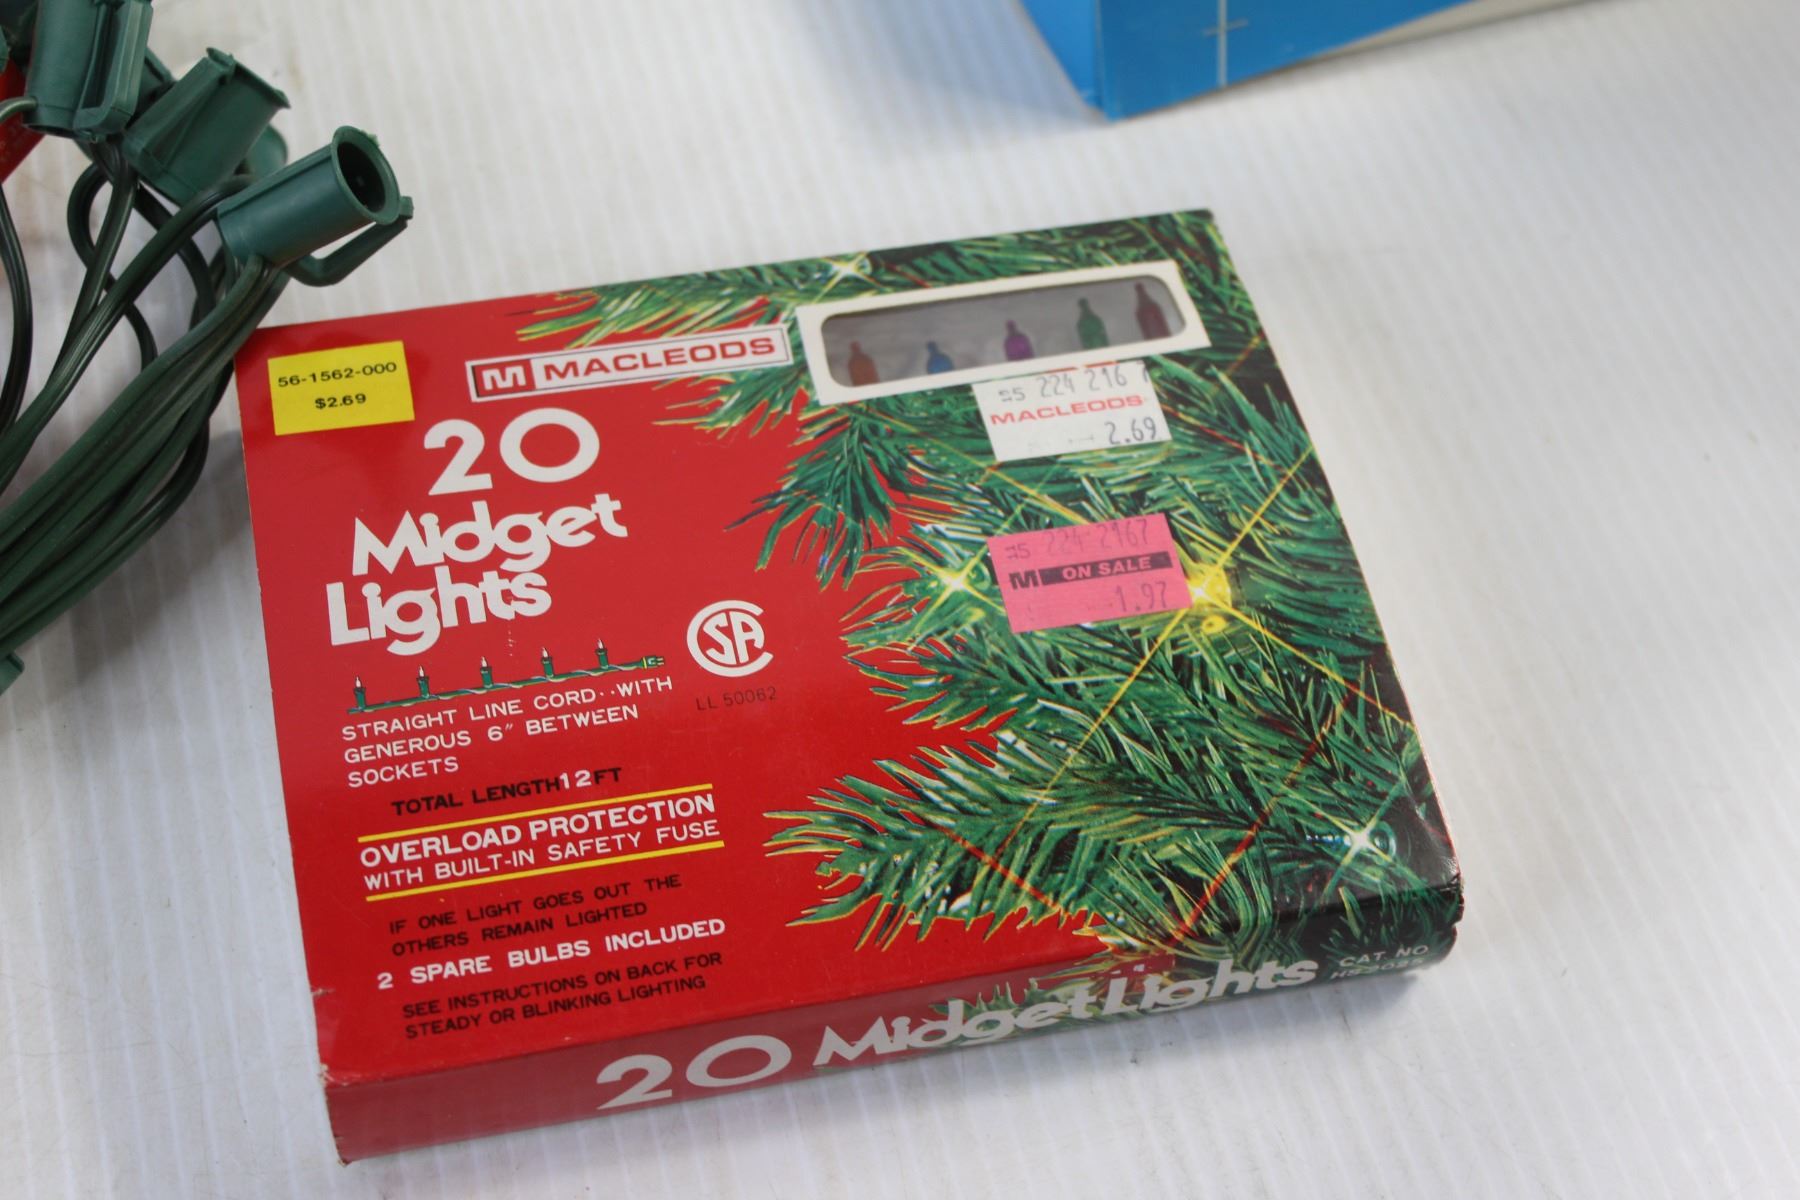 56-1562-000
$2.69
M MACLEODS
20
Midget
Lights
CSA
LL 50062
STRAIGHT LINE CORD··WITH
GENEROUS 6" BETWEEN
SOCKETS
TOTAL LENGTH 12 FT
OVERLOAD PROTECTION
WITH BUILT-IN SAFETY FUSE
IF ONE LIGHT GOES OUT THE
OTHERS REMAIN LIGHTED
2 SPARE BULBS INCLUDED
SEE INSTRUCTIONS ON BACK FOR
STEADY OR BLINKING LIGHTING
=5 224 216 7
MACLEODS
2.69
=5 224-2167
M ON SALE
1.97
20 Midget Lights
CAT. NO